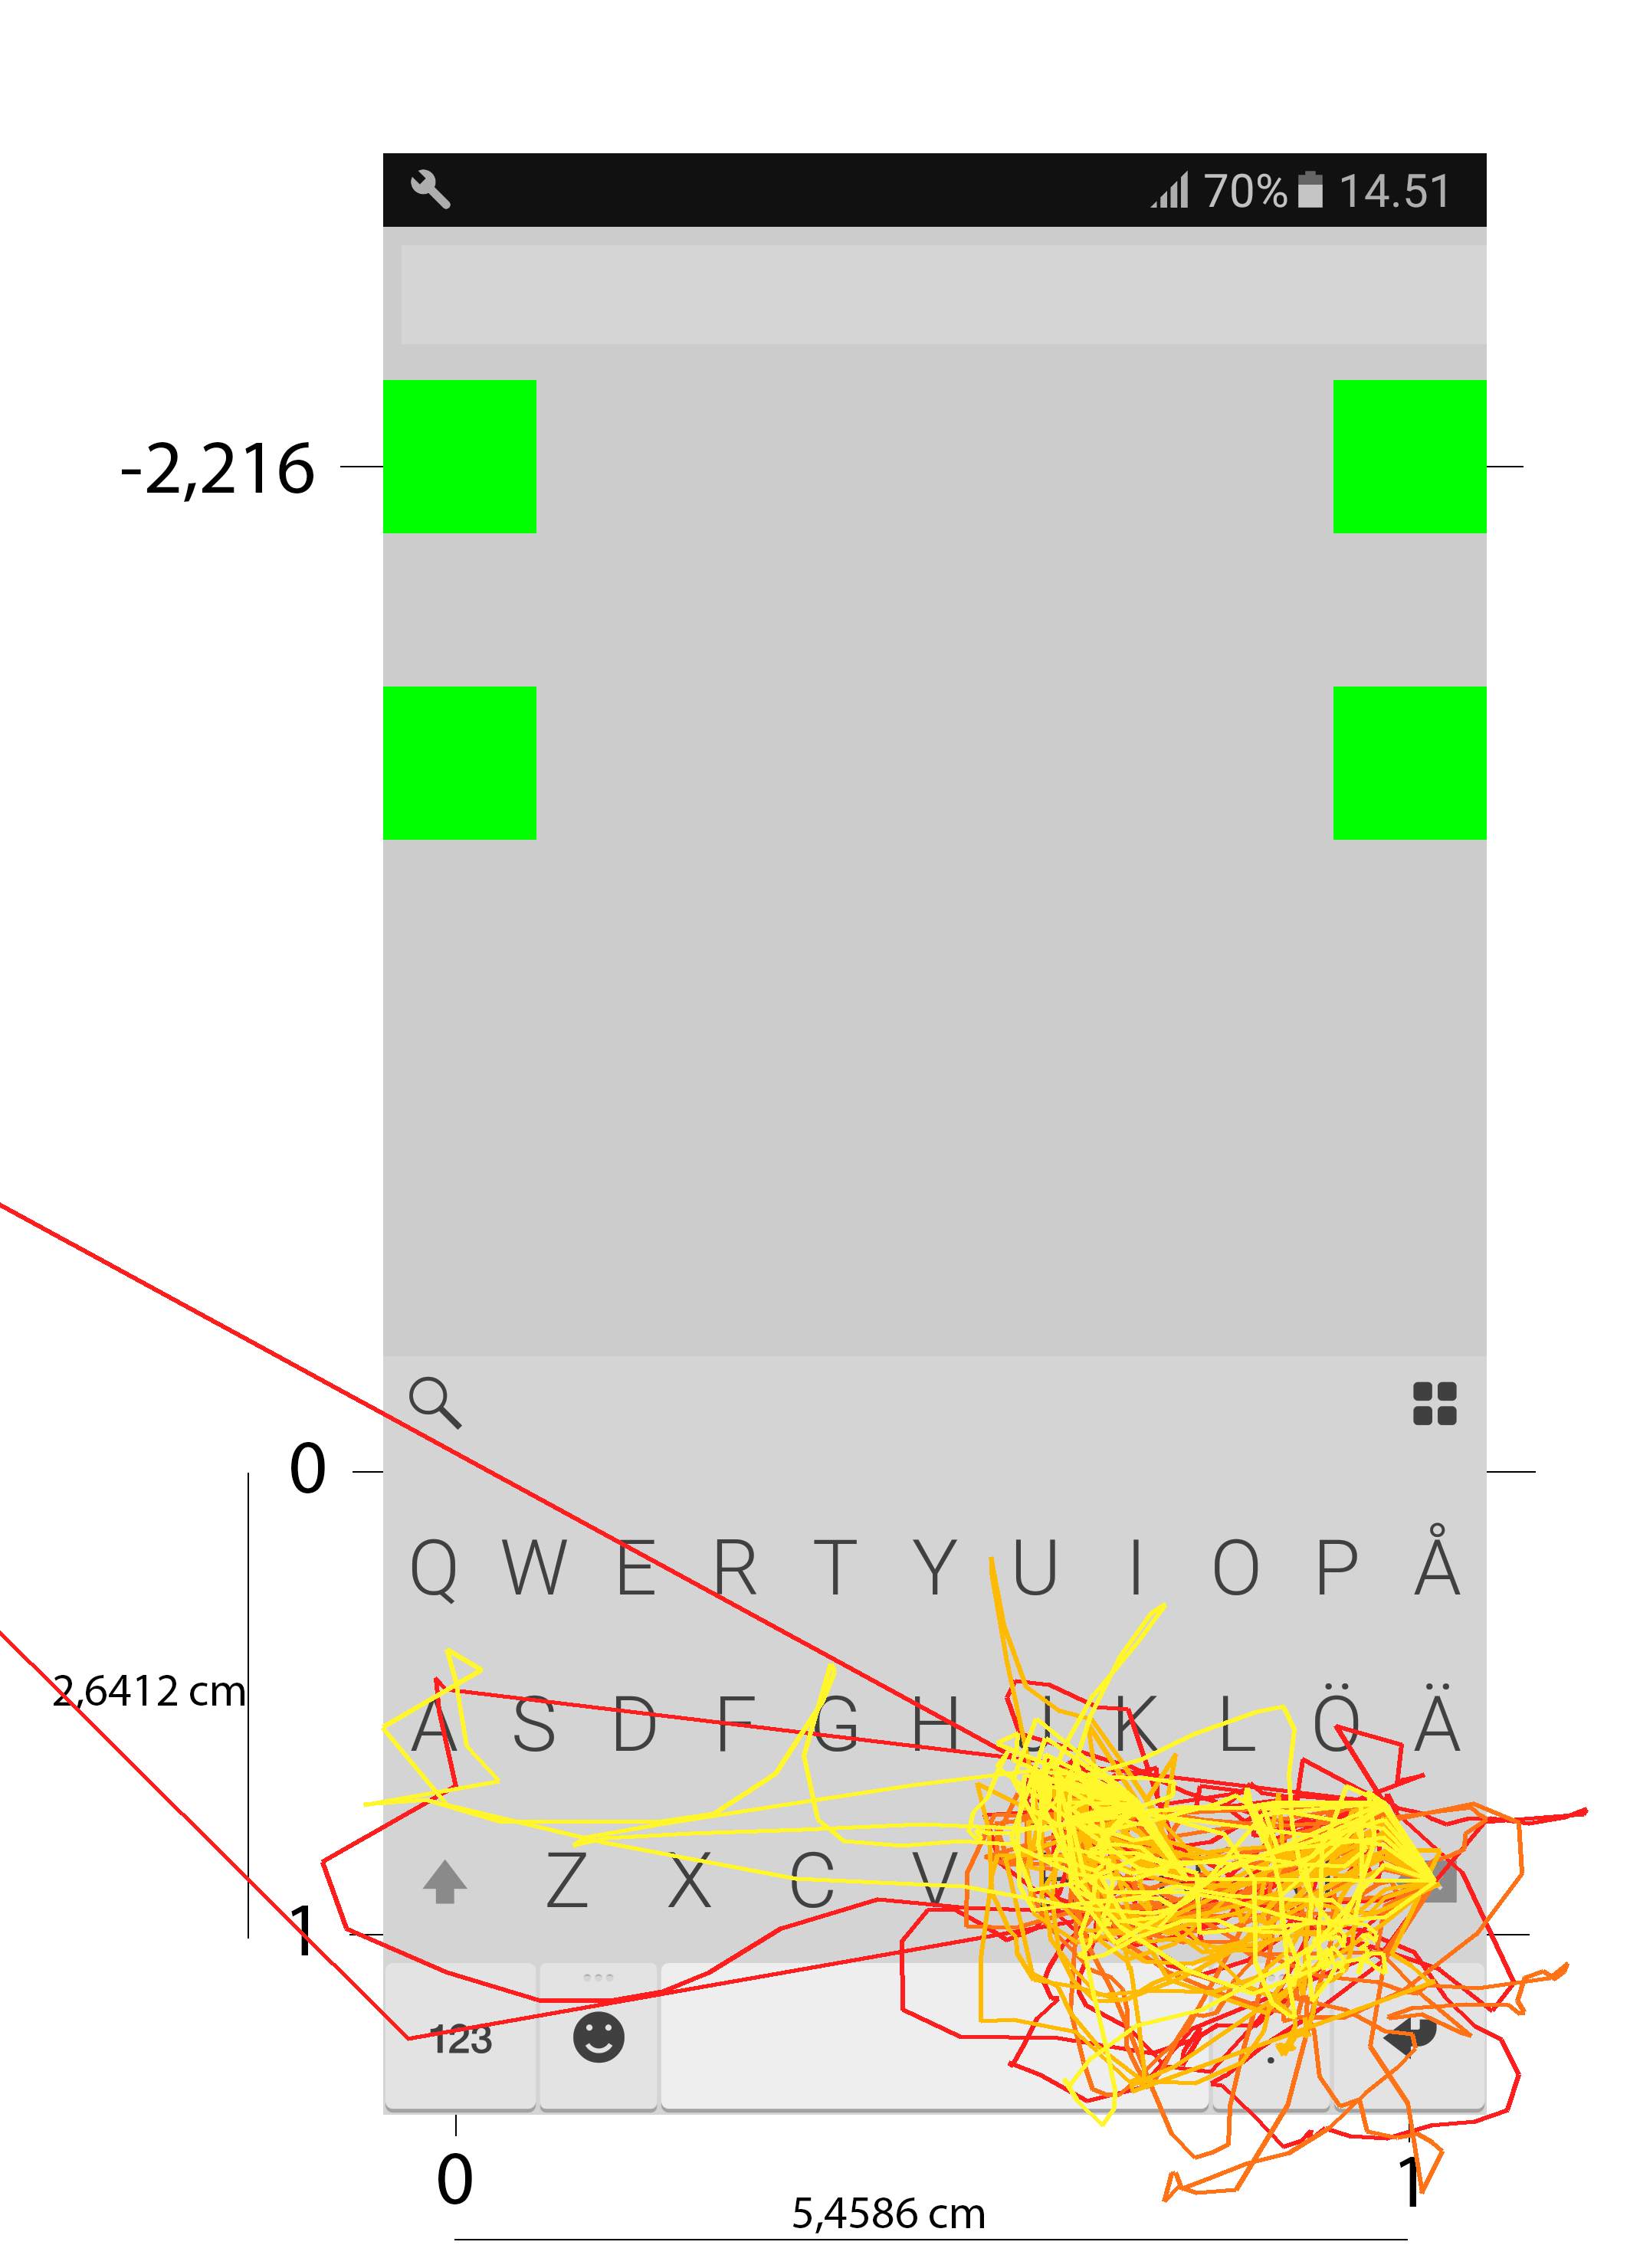 70% 14.51
-2,216
0
Q W E R T Y U I O P Å
2,6412 cm
A S D F G H J K L Ö Ä
Z X C V
1
123
0 1
5,4586 cm